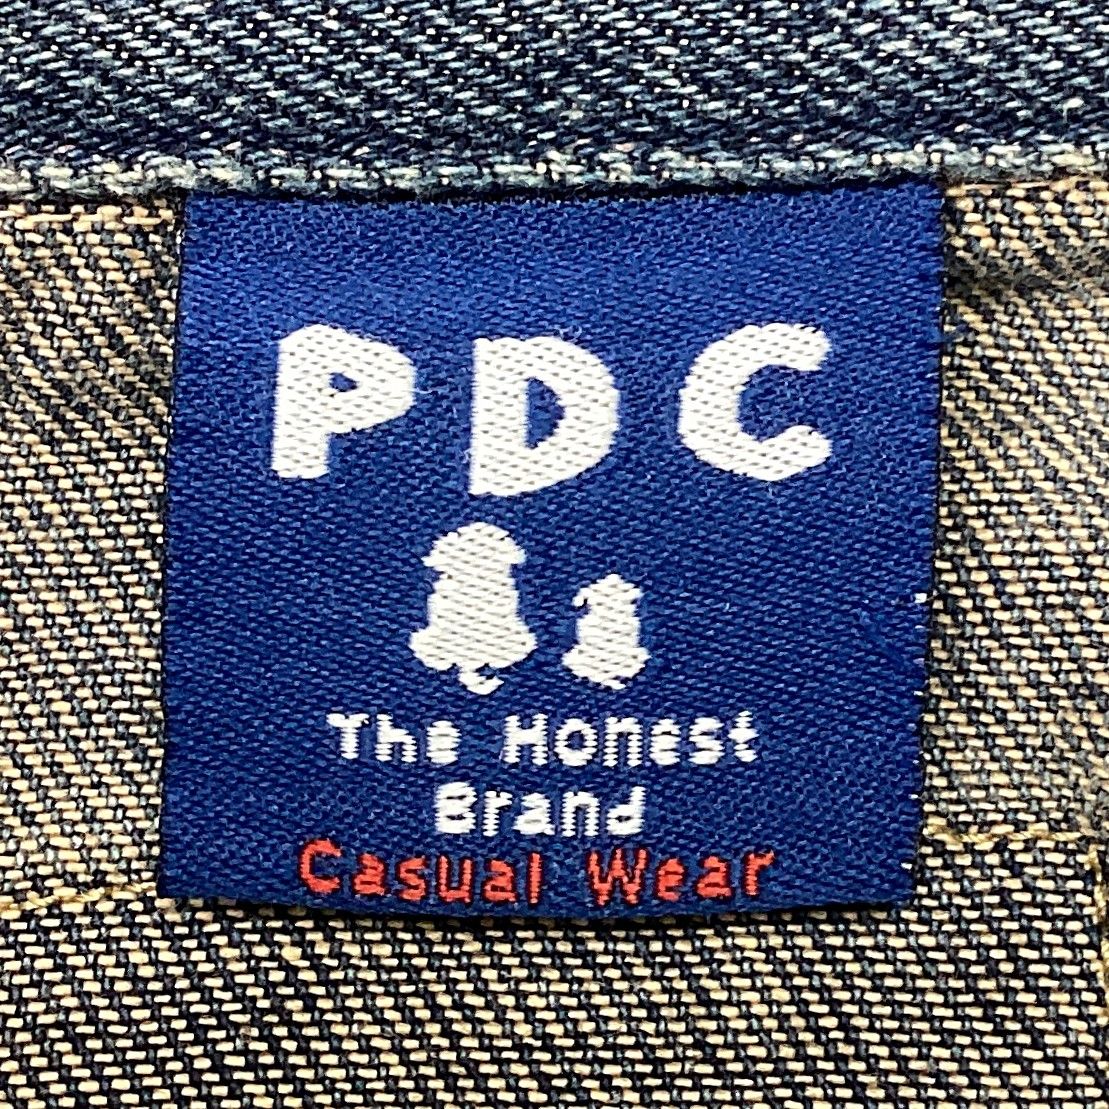 PDC
The Honest
Brand
Casual Wear